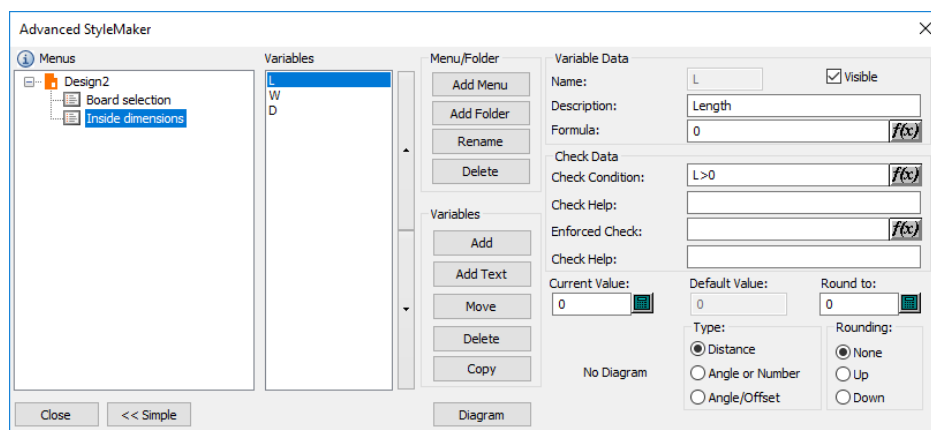 Advanced StyleMaker
Menus
Design2
Board selection
Inside dimensions
Variables
L
W
D
Menu/Folder
Add Menu
Add Folder
Rename
Delete
Variables
Add
Add Text
Move
Delete
Copy
Variable Data
Name: L Visible
Description: Length
Formula: 0 f(x)
Check Data
Check Condition: L>0 f(x)
Check Help:
Enforced Check: f(x)
Check Help:
Current Value: Default Value: Round to:
0 0 0
Type: Rounding:
Distance None
No Diagram Angle or Number Up
Angle/Offset Down
Close << Simple Diagram